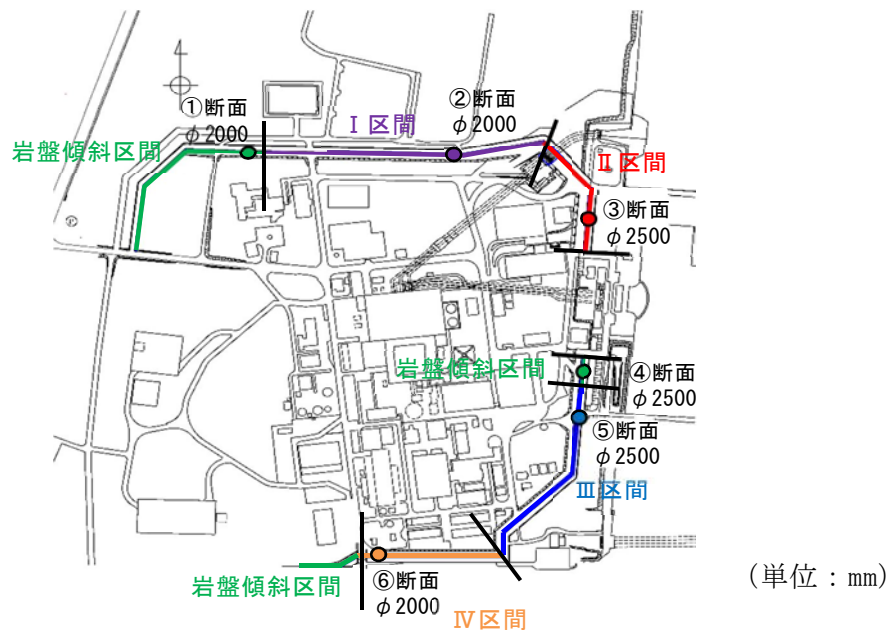 ①断面
φ2000
②断面
φ2000
Ⅰ区間
岩盤傾斜区間
Ⅱ区間
③断面
φ2500
岩盤傾斜区間
④断面
φ2500
⑤断面
φ2500
Ⅲ区間
岩盤傾斜区間
⑥断面
φ2000
Ⅳ区間
(単位:mm)